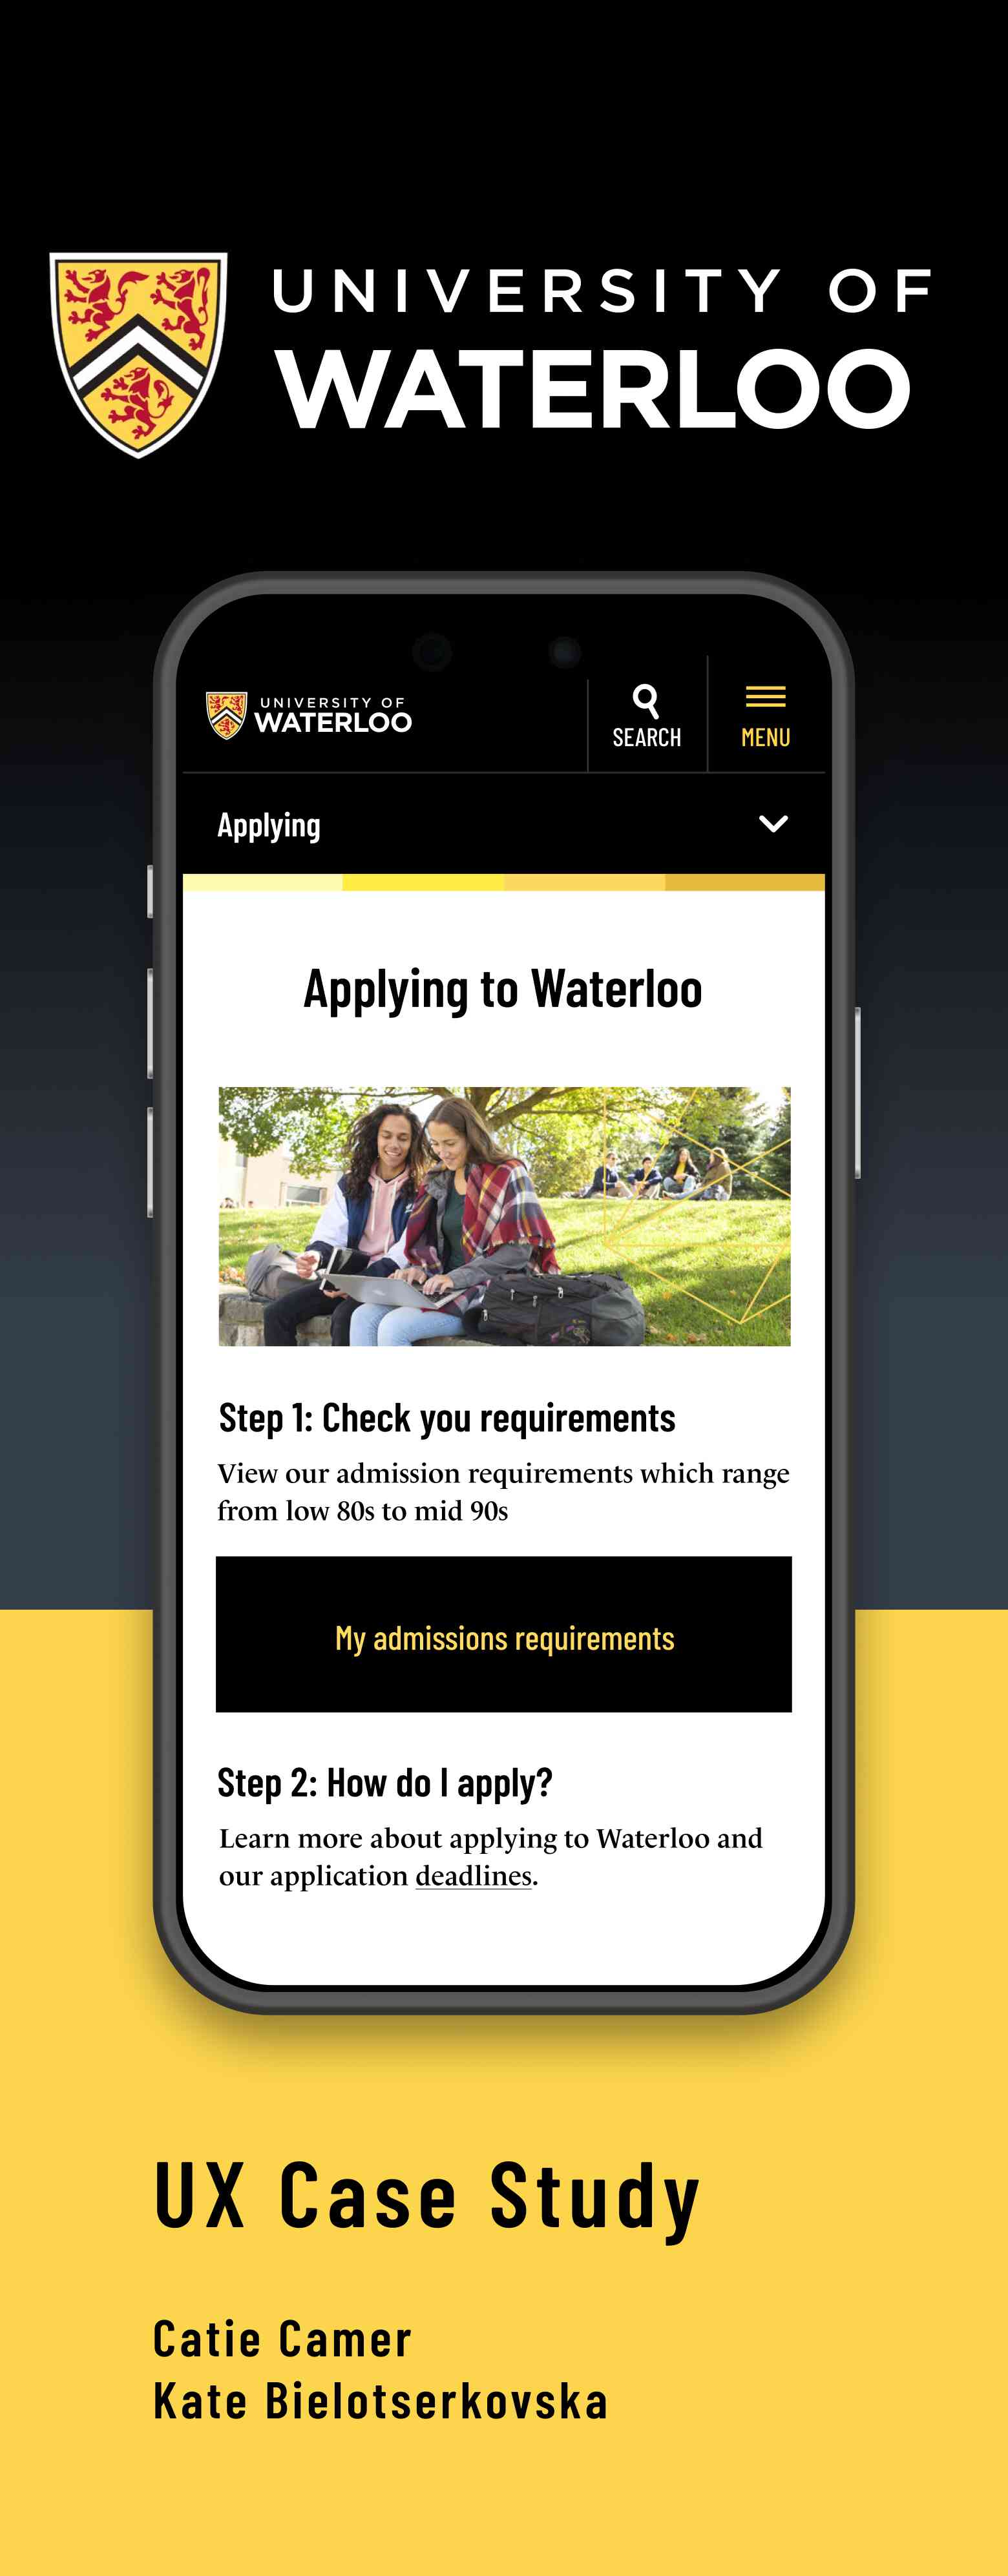 UNIVERSITY OF
WATERLOO
UNIVERSITY OF
WATERLOO
SEARCH
MENU
Applying
Applying to Waterloo
Step 1: Check you requirements
View our admission requirements which range
from low 80s to mid 90s
My admissions requirements
Step 2: How do I apply?
Learn more about applying to Waterloo and
our application deadlines.
UX Case Study
Catie Camer
Kate Bielotserkovska